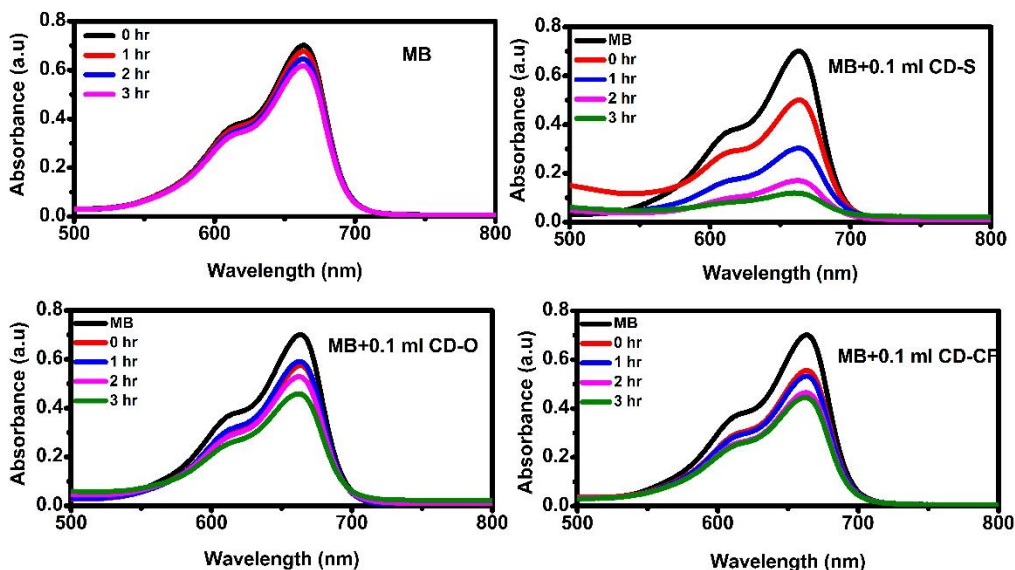 0.8
0.6
0.4
0.2
0.0
Absorbance (a.u)
0 hr
1 hr
2 hr
3 hr
MB
500
600
700
800
Wavelength (nm)
0.8
0.6
0.4
0.2
0.0
Absorbance (a.u)
MB
0 hr
1 hr
2 hr
3 hr
MB+0.1 ml CD-S
500
600
700
800
Wavelength (nm)
0.8
0.6
0.4
0.2
0.0
Absorbance (a.u)
MB
0 hr
1 hr
2 hr
3 hr
MB+0.1 ml CD-O
500
600
700
800
Wavelength (nm)
0.8
0.6
0.4
0.2
0.0
Absorbance (a.u)
MB
0 hr
1 hr
2 hr
3 hr
MB+0.1 ml CD-CF
500
600
700
800
Wavelength (nm)